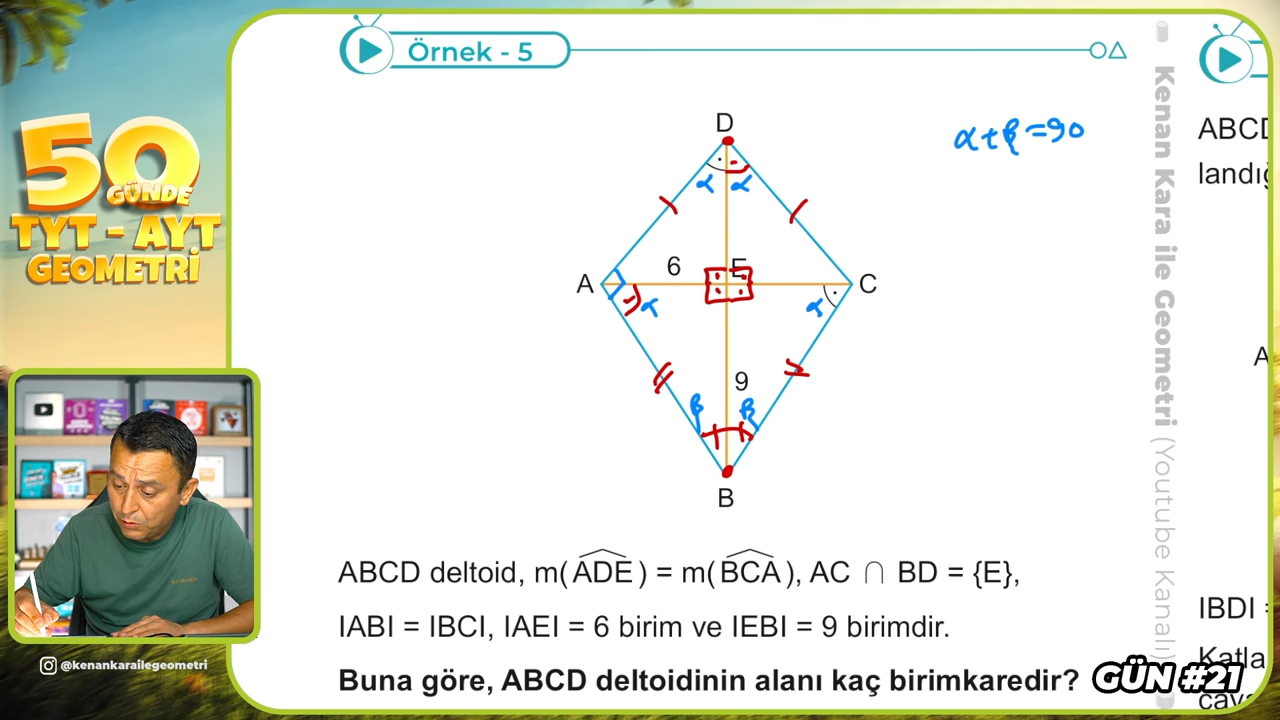 50
GÜNDE
TYT - AYT
GEOMETRİ
@kenankarailegeometri
Örnek - 5
α+β=90
D
α α
A
6
E
C
α
α
9
β β
B
ABCD deltoid, m(ADE) = m(BCA), AC ∩ BD = {E},
IABI = IBCI, IAEI = 6 birim ve IEBI = 9 birimdir.
Buna göre, ABCD deltoidinin alanı kaç birimkaredir?
Kenan Kara ile Geometri (Youtube Kanalı)
ABCD
A
IBDI =
Katla
GÜN #21